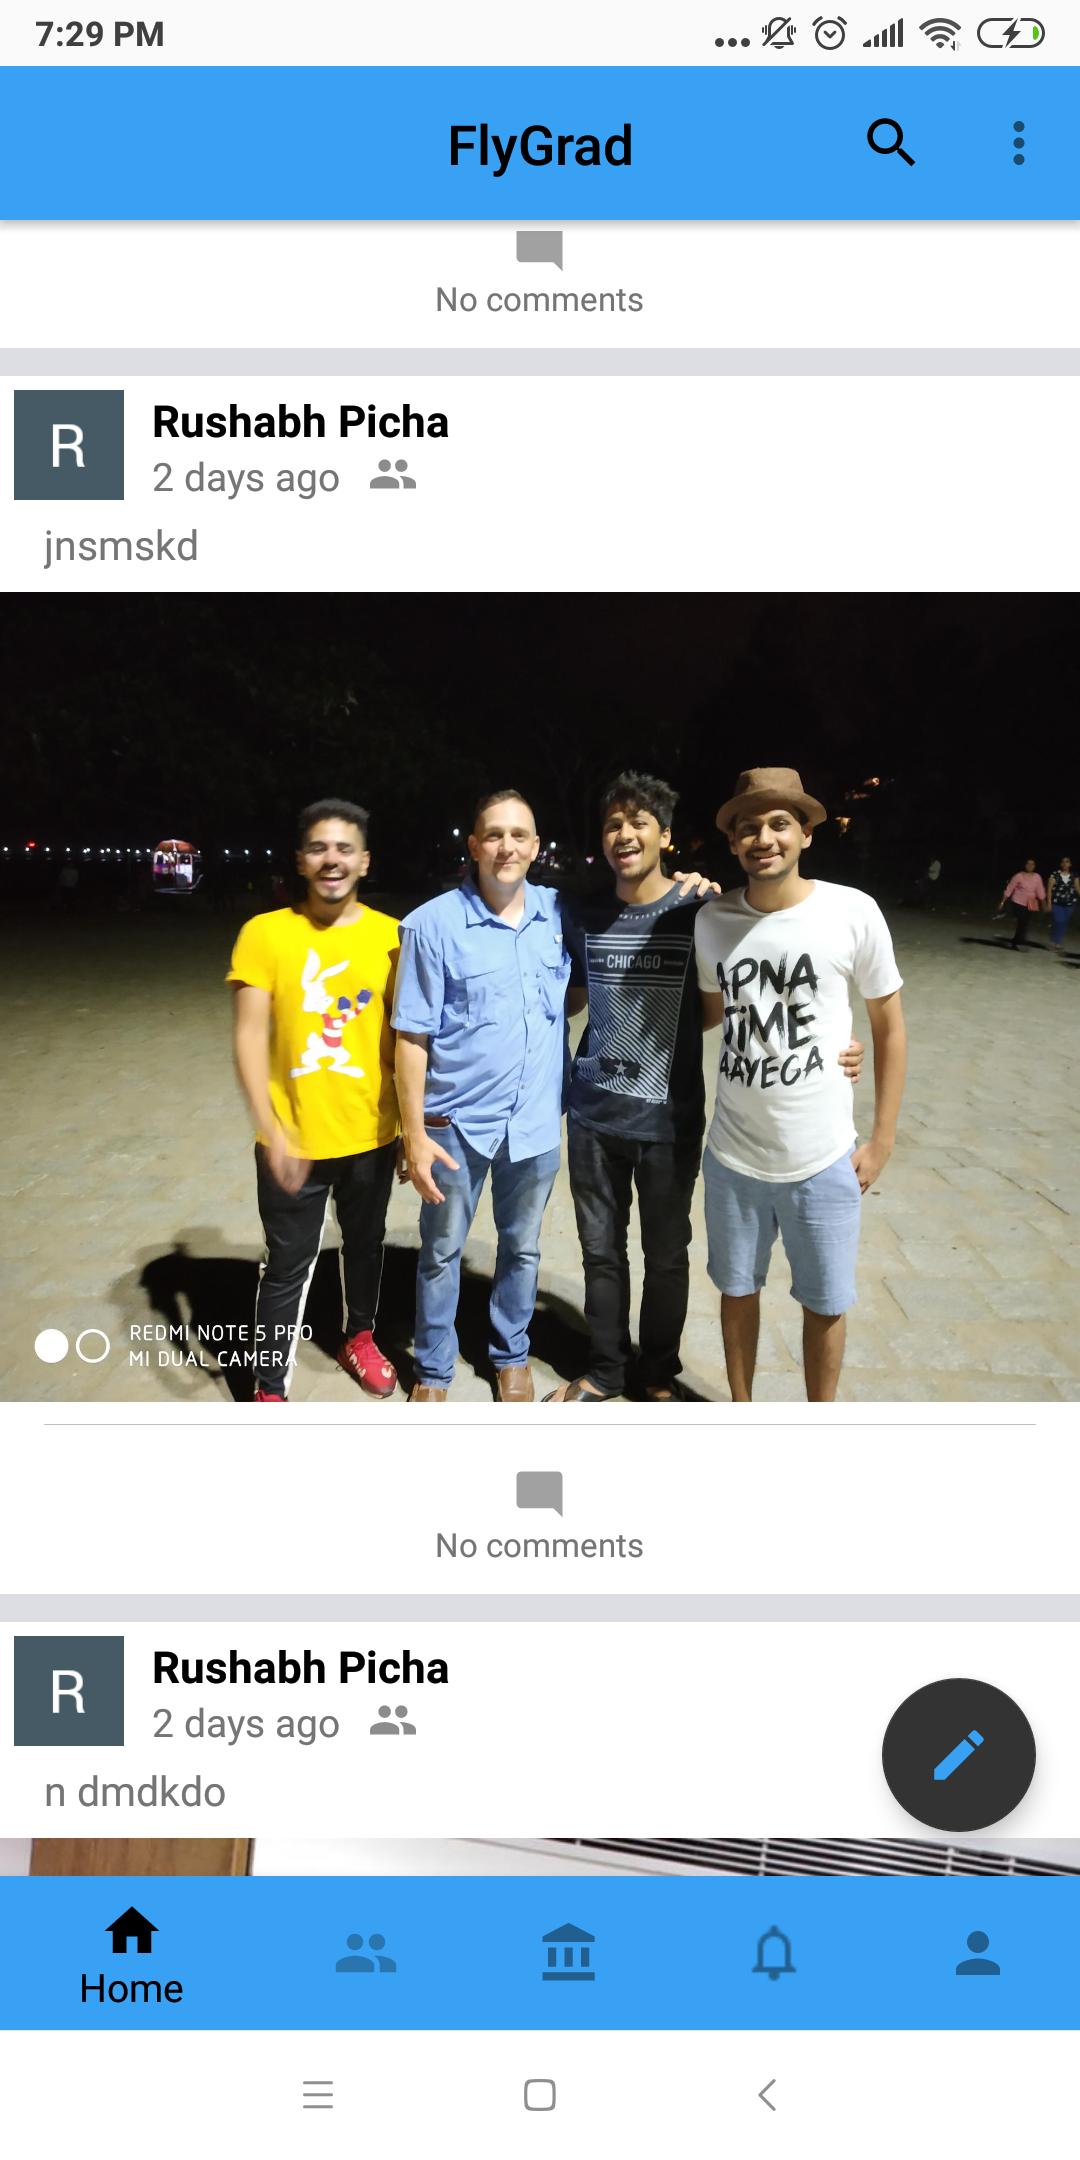 7:29 PM
FlyGrad
No comments
R
Rushabh Picha
2 days ago
jnsmskd
CHICAGO
APNA
TIME
AAYEGA
REDMI NOTE 5 PRO
MI DUAL CAMERA
No comments
R
Rushabh Picha
2 days ago
n dmdkdo
Home